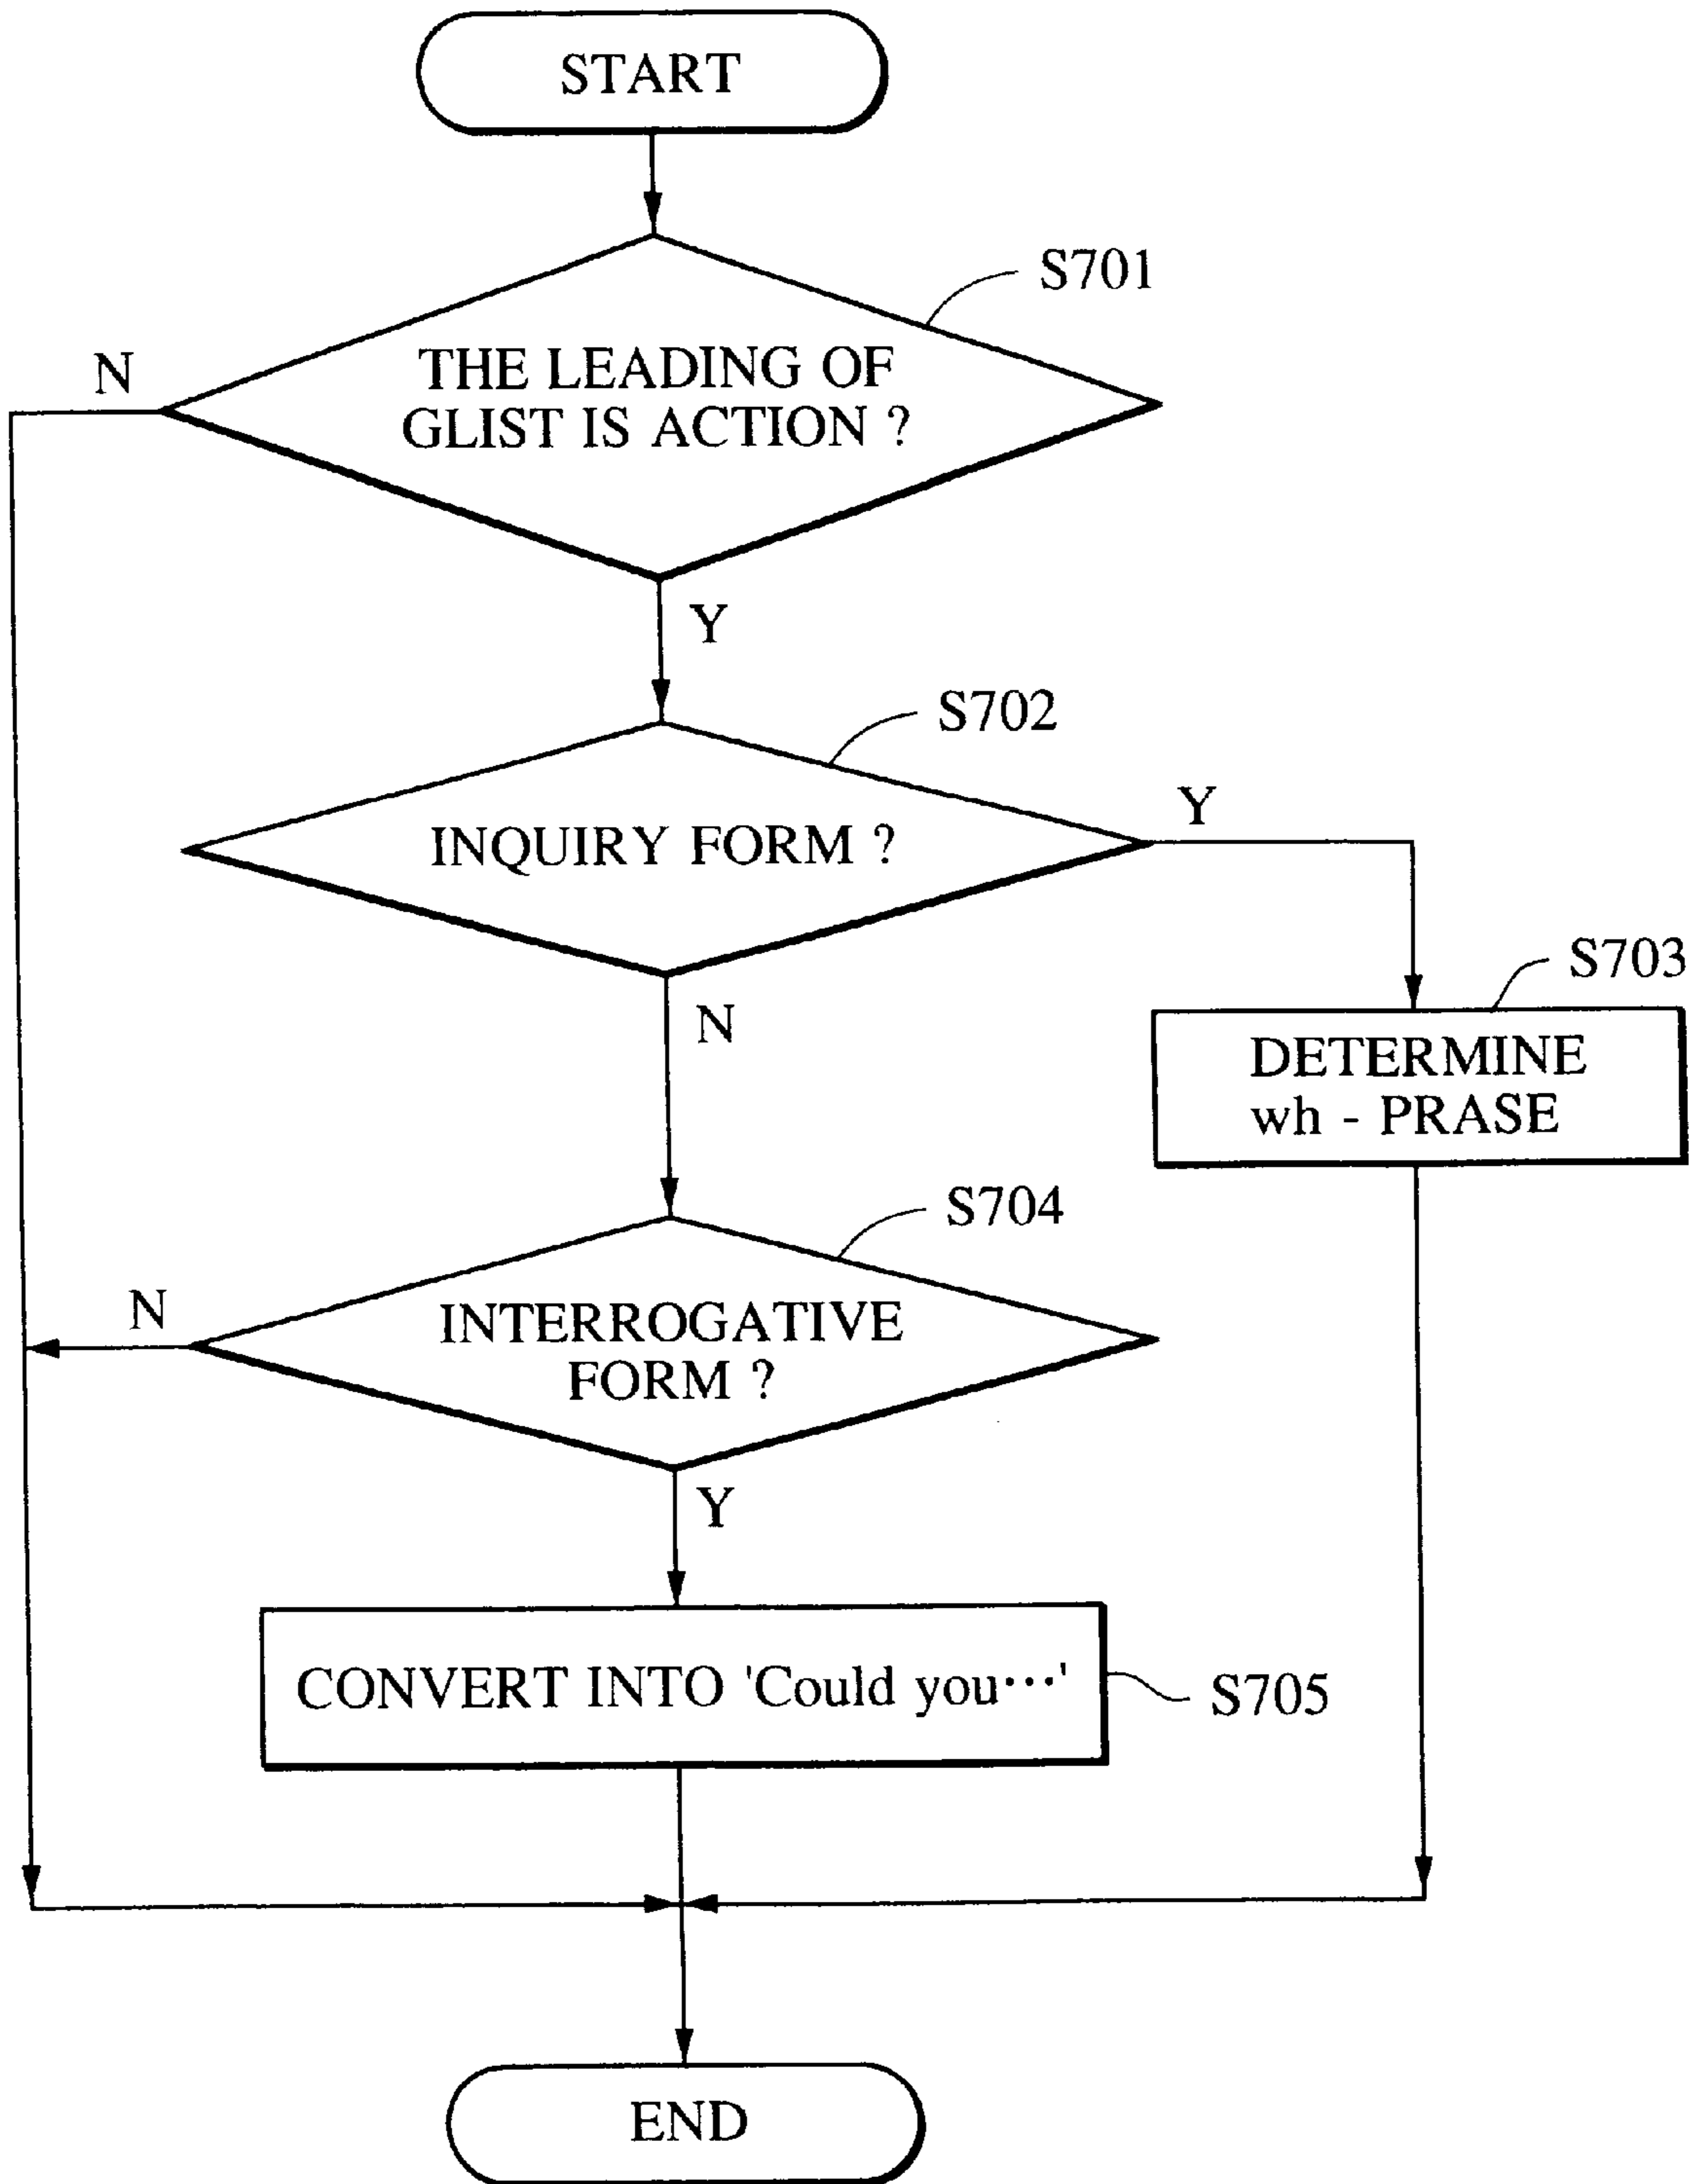 START
S701
N
THE LEADING OF
GLIST IS ACTION ?
Y
S702
Y
INQUIRY FORM ?
S703
N
DETERMINE
wh - PRASE
S704
N
INTERROGATIVE
FORM ?
Y
CONVERT INTO 'Could you···'
S705
END